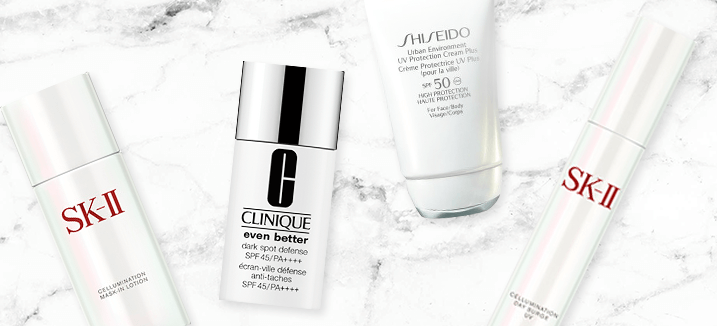 SK-II
CELLUMINATION
MASK-IN LOTION
C
CLINIQUE
even better
dark spot defense
SPF 45/PA++++
écran-ville défense
anti-taches
SPF 45/PA++++
SHISEIDO
Urban Environment
UV Protection Cream Plus
Crème Protectrice UV Plus
(pour la ville)
SPF 50
HIGH PROTECTION
HAUTE PROTECTION
For Face/Body
Visage/Corps
SK-II
CELLUMINATION
DAY SURGE
UV